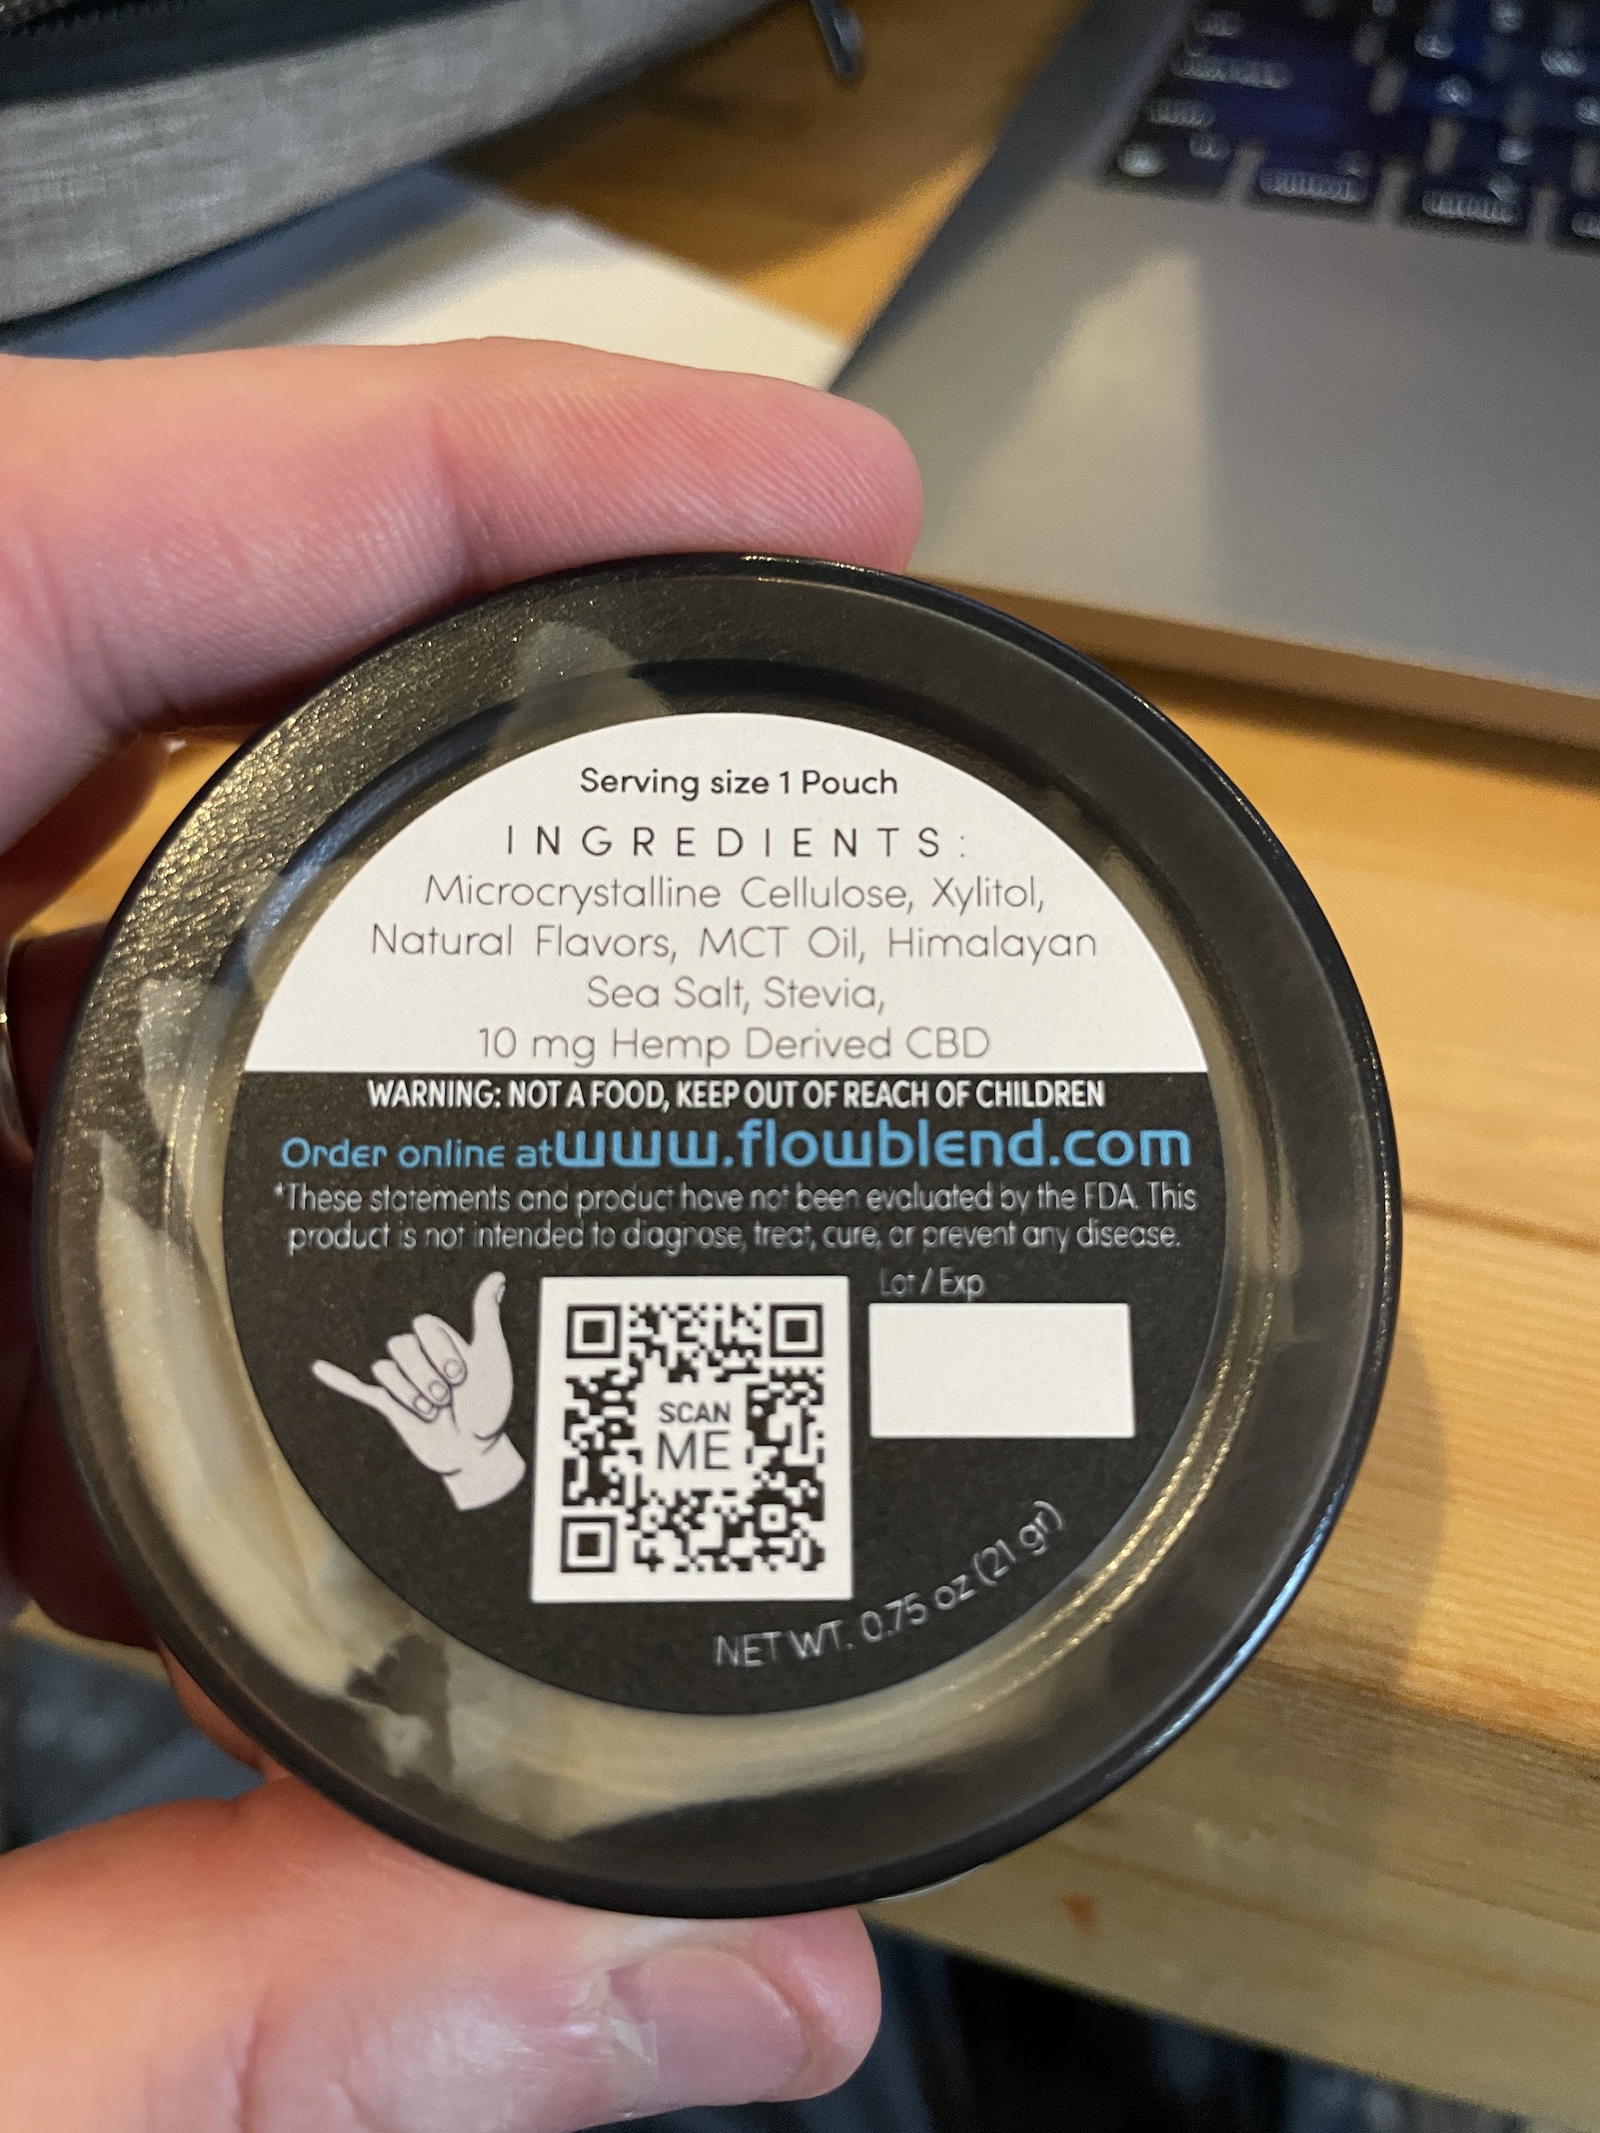 Serving size 1 Pouch
INGREDIENTS:
Microcrystalline Cellulose, Xylitol,
Natural Flavors, MCT Oil, Himalayan
Sea Salt, Stevia,
10 mg Hemp Derived CBD
WARNING: NOT A FOOD, KEEP OUT OF REACH OF CHILDREN
Order online at www.flowblend.com
*These statements and product have not been evaluated by the FDA. This
product is not intended to diagnose, treat, cure, or prevent any disease.
Lot / Exp
SCAN
ME
NET WT. 0.75 oz (21 gr)